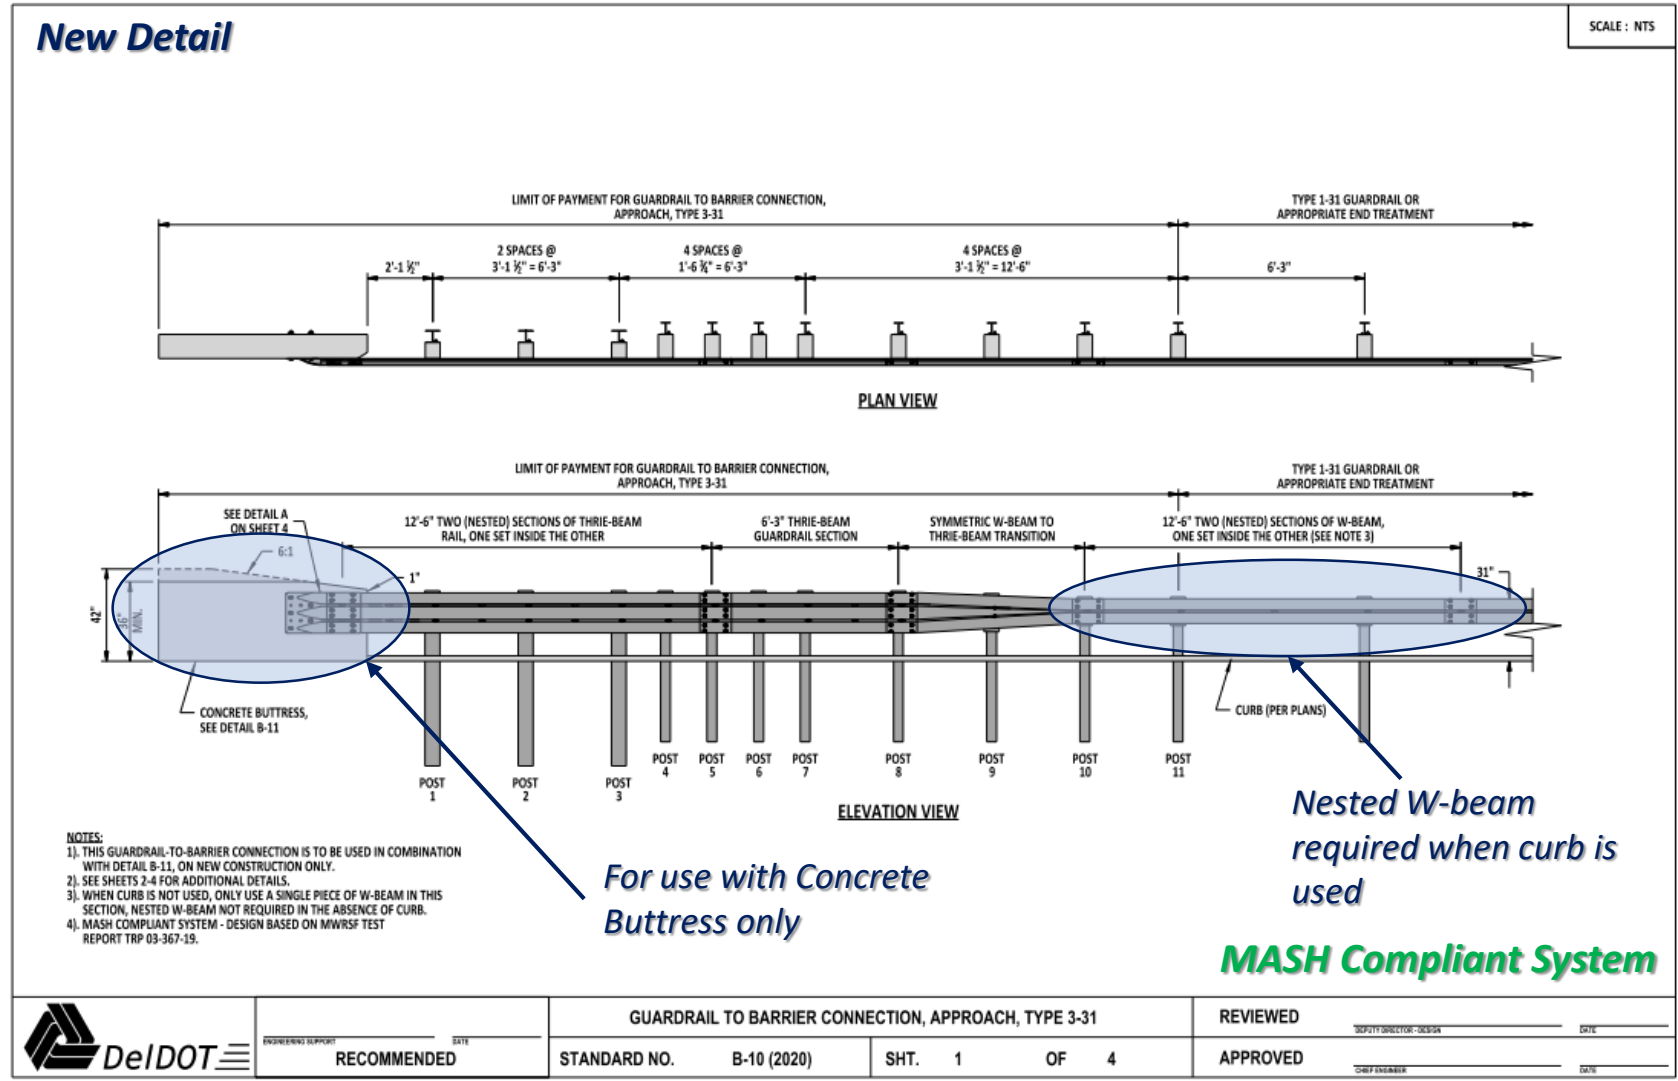 New Detail
SCALE : NTS
LIMIT OF PAYMENT FOR GUARDRAIL TO BARRIER CONNECTION,
APPROACH, TYPE 3-31
TYPE 1-31 GUARDRAIL OR
APPROPRIATE END TREATMENT
2'-1 ½"
2 SPACES @
3'-1 ½" = 6'-3"
4 SPACES @
1'-6 ¾" = 6'-3"
4 SPACES @
3'-1 ½" = 12'-6"
6'-3"
PLAN VIEW
LIMIT OF PAYMENT FOR GUARDRAIL TO BARRIER CONNECTION,
APPROACH, TYPE 3-31
TYPE 1-31 GUARDRAIL OR
APPROPRIATE END TREATMENT
SEE DETAIL A
ON SHEET 4
12'-6" TWO (NESTED) SECTIONS OF THRIE-BEAM
RAIL, ONE SET INSIDE THE OTHER
6'-3" THRIE-BEAM
GUARDRAIL SECTION
SYMMETRIC W-BEAM TO
THRIE-BEAM TRANSITION
12'-6" TWO (NESTED) SECTIONS OF W-BEAM,
ONE SET INSIDE THE OTHER (SEE NOTE 3)
6:1
1"
31"
42"
36"
MIN.
CONCRETE BUTTRESS,
SEE DETAIL B-11
CURB (PER PLANS)
POST
1
POST
2
POST
3
POST
4
POST
5
POST
6
POST
7
POST
8
POST
9
POST
10
POST
11
ELEVATION VIEW
Nested W-beam
required when curb is
used
For use with Concrete
Buttress only
MASH Compliant System
NOTES:
1). THIS GUARDRAIL-TO-BARRIER CONNECTION IS TO BE USED IN COMBINATION
WITH DETAIL B-11, ON NEW CONSTRUCTION ONLY.
2). SEE SHEETS 2-4 FOR ADDITIONAL DETAILS.
3). WHEN CURB IS NOT USED, ONLY USE A SINGLE PIECE OF W-BEAM IN THIS
SECTION, NESTED W-BEAM NOT REQUIRED IN THE ABSENCE OF CURB.
4). MASH COMPLIANT SYSTEM - DESIGN BASED ON MWRSF TEST
REPORT TRP 03-367-19.
DelDOT
ENGINEERING SUPPORT DATE
RECOMMENDED
GUARDRAIL TO BARRIER CONNECTION, APPROACH, TYPE 3-31
STANDARD NO. B-10 (2020) SHT. 1 OF 4
REVIEWED
DEPUTY DIRECTOR - DESIGN DATE
APPROVED
CHIEF ENGINEER DATE